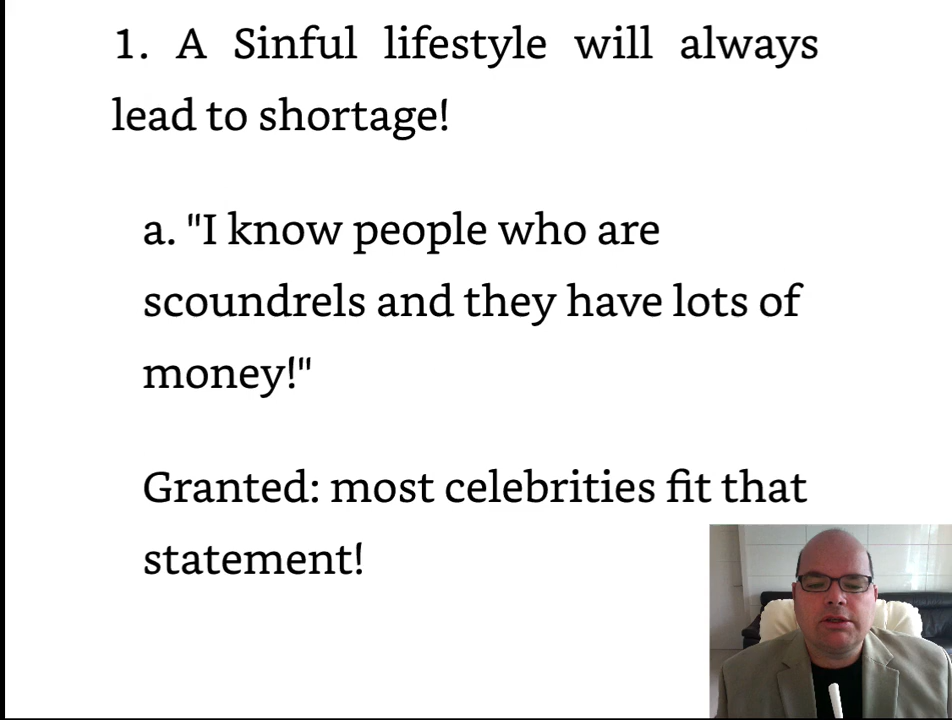 1. A Sinful lifestyle will always
lead to shortage!
a. "I know people who are
scoundrels and they have lots of
money!"
Granted: most celebrities fit that
statement!